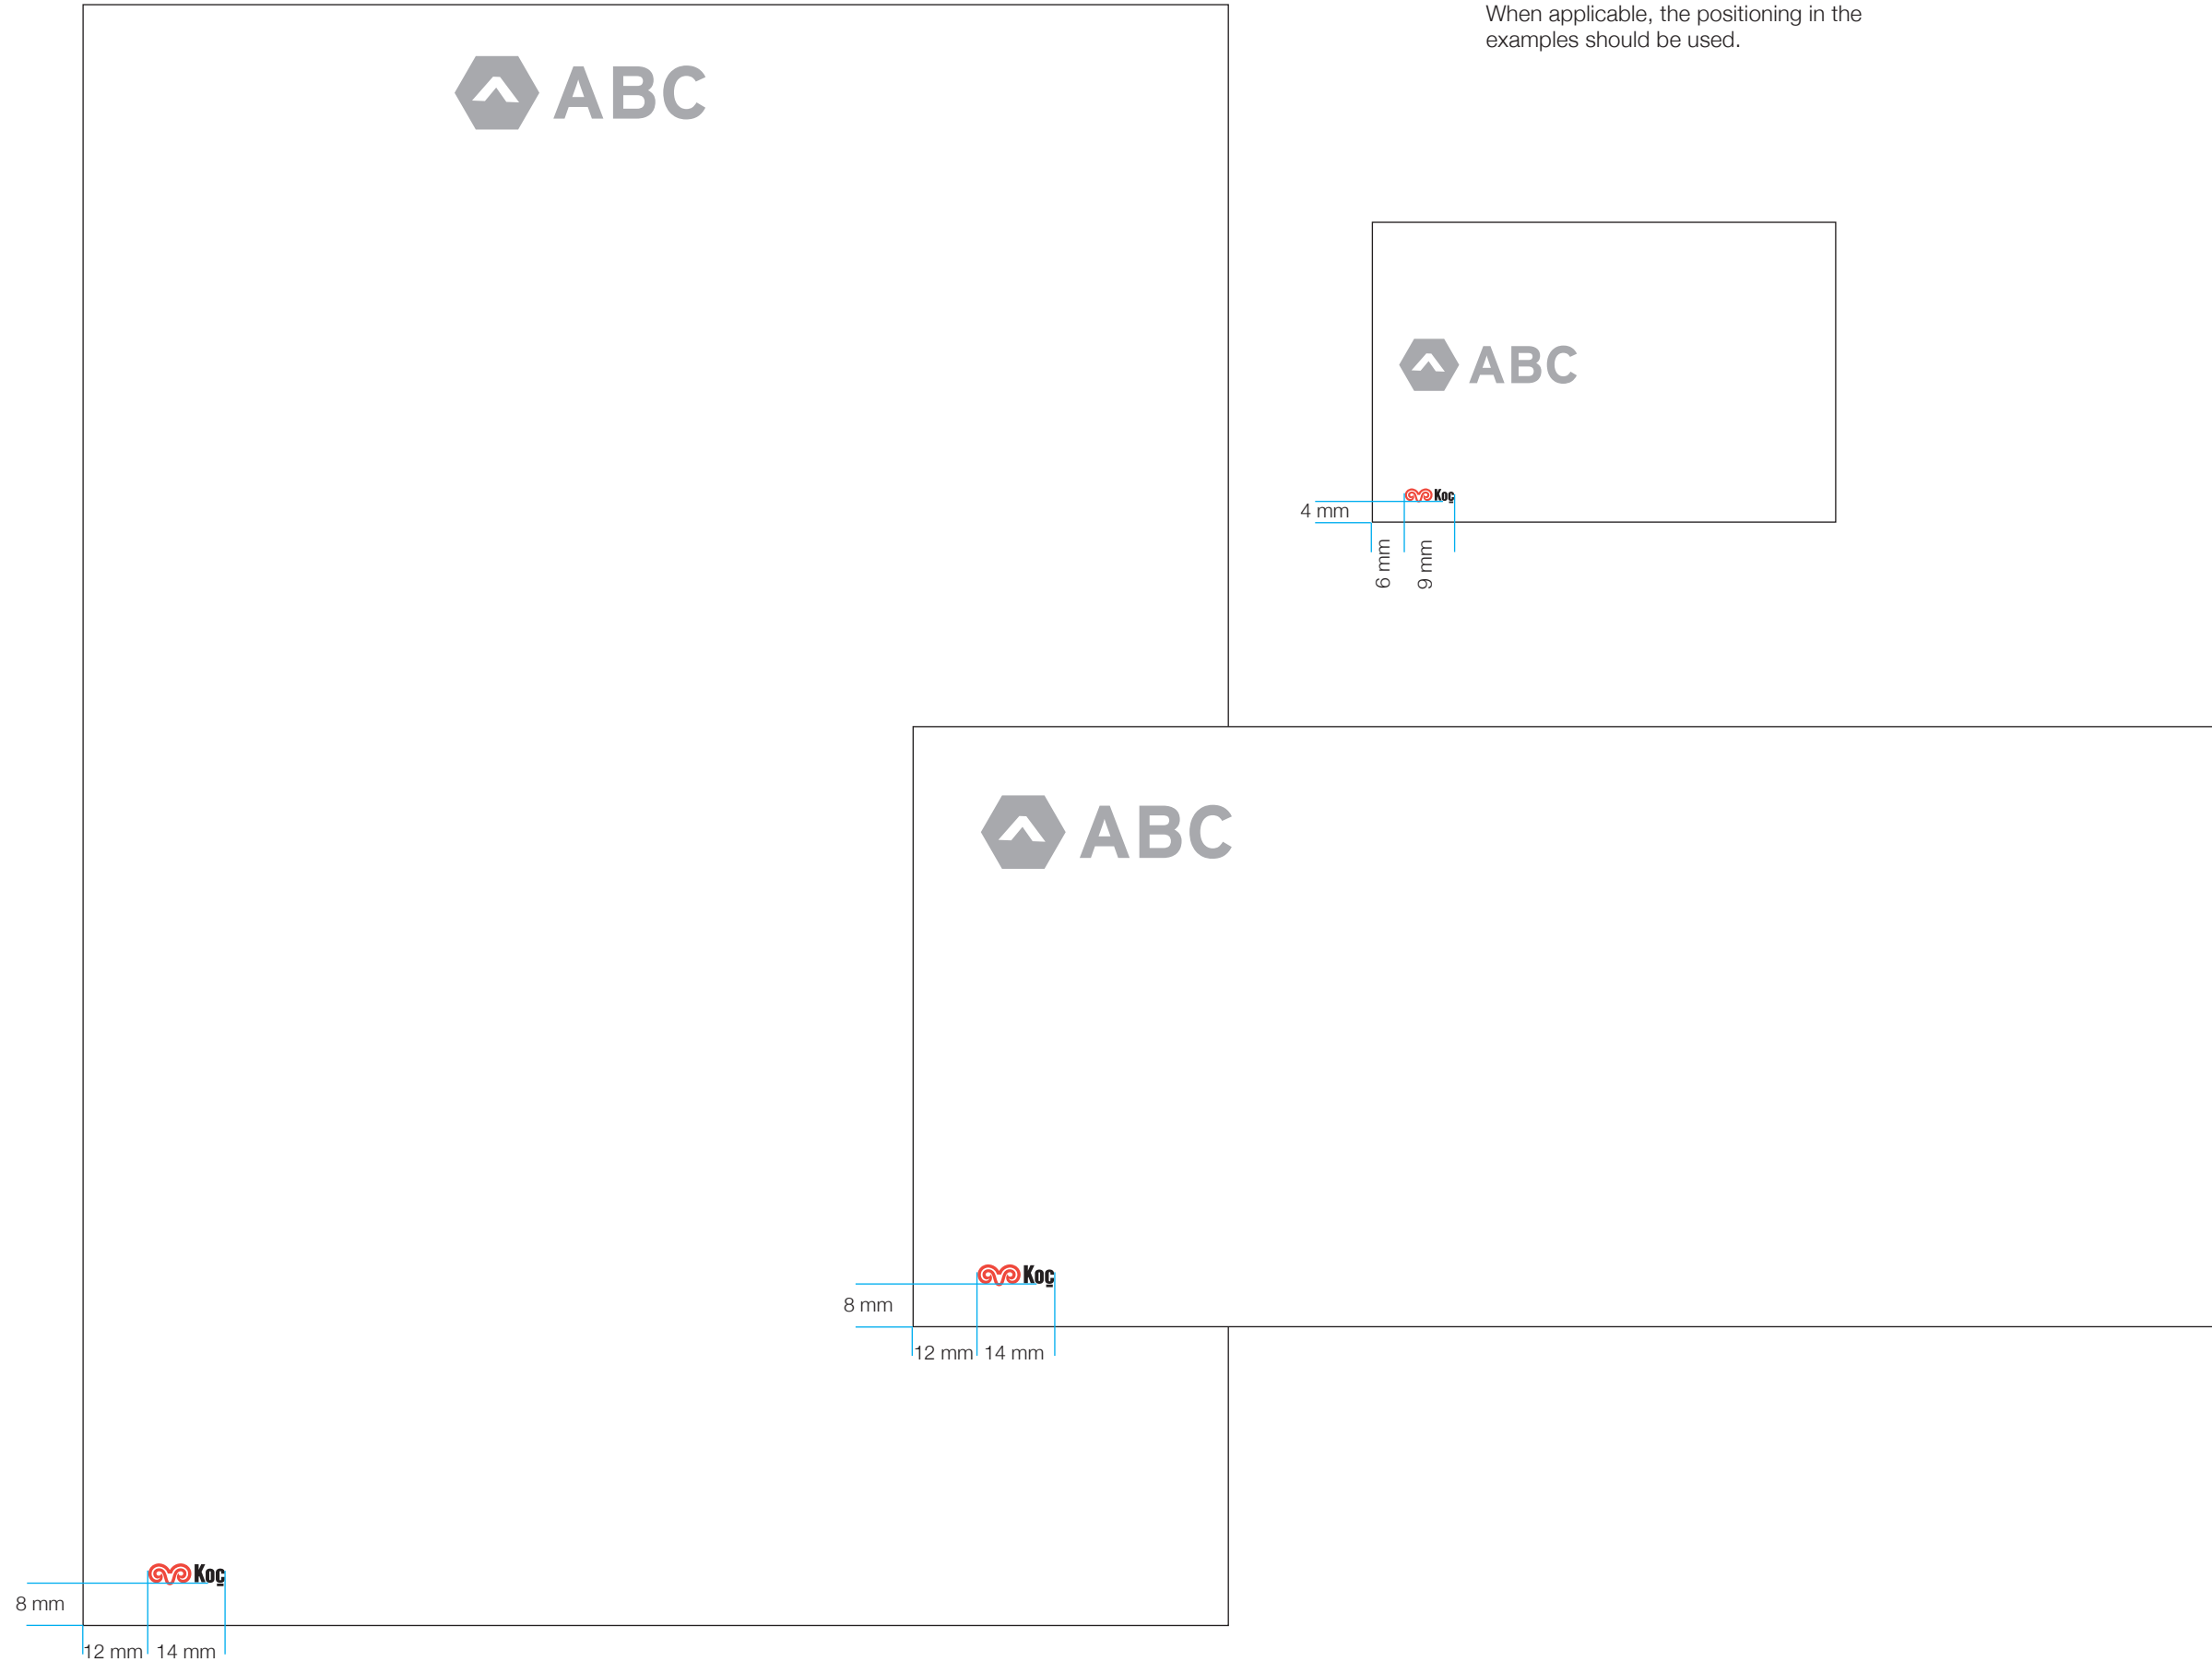 When applicable, the positioning in the
examples should be used.
ABC
ABC
Koç
4 mm
6 mm
9 mm
ABC
Koç
8 mm
12 mm
14 mm
Koç
8 mm
12 mm
14 mm